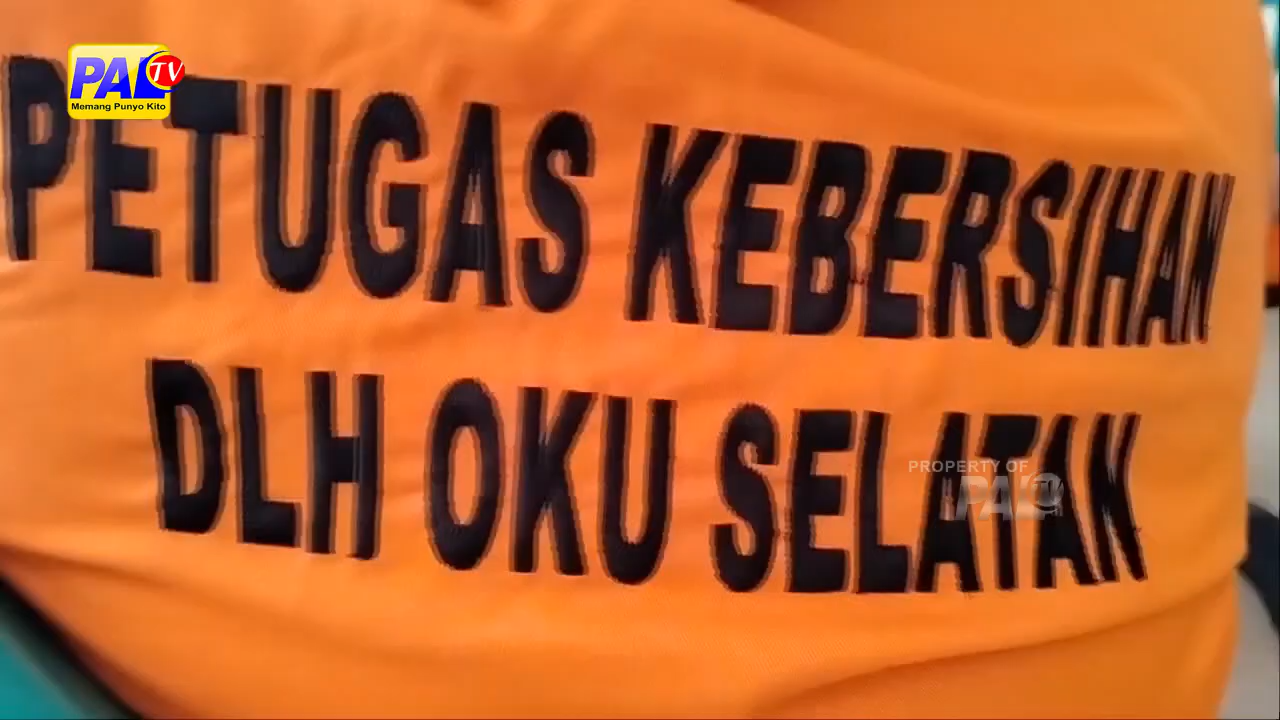 PAL TV
Memang Punyo Kito
PETUGAS KEBERSIHAN
DLH OKU SELATAN
PROPERTY OF
PAL TV